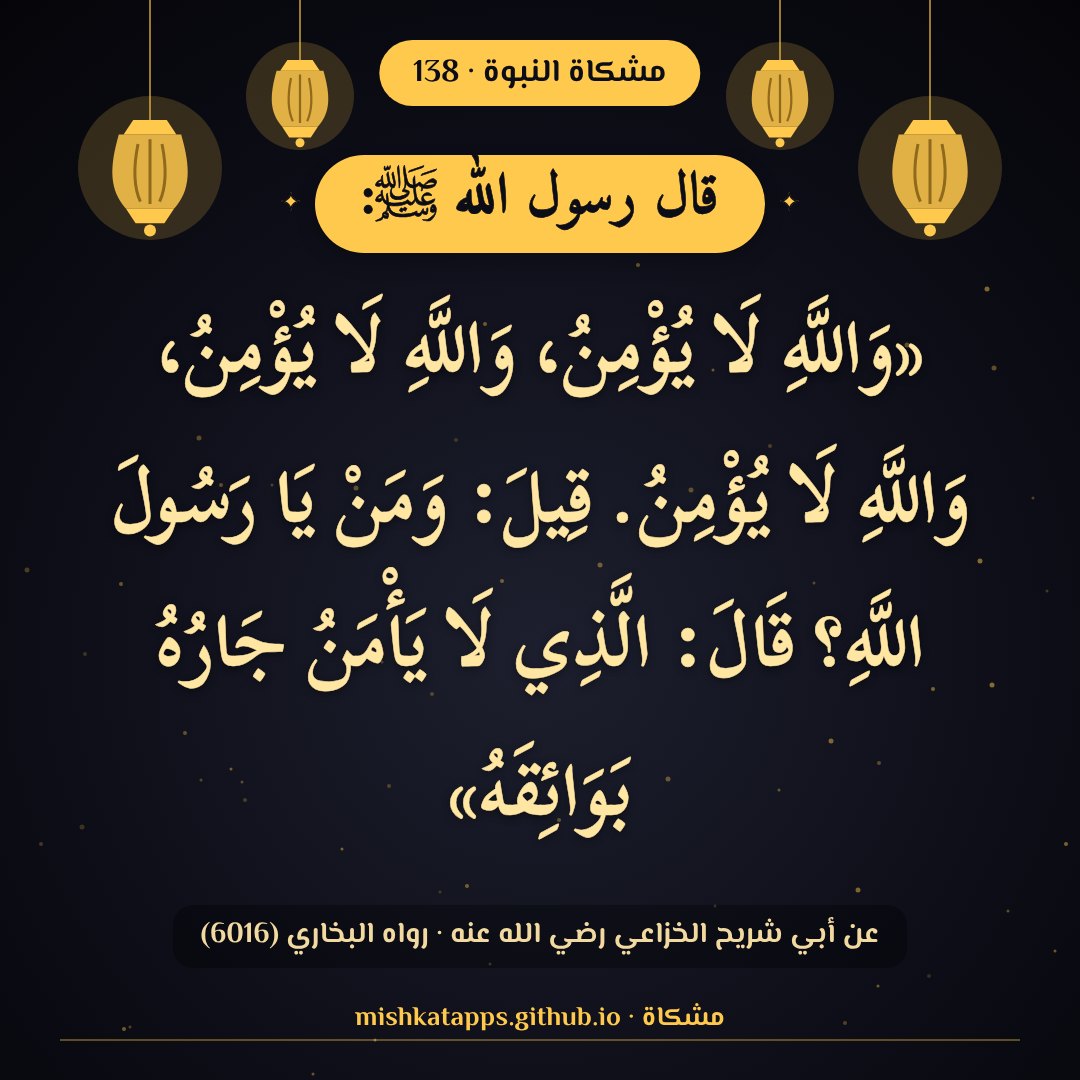 مشكاة النبوة · 138
قال رسول الله ﷺ:
«وَاللَّهِ لَا يُؤْمِنُ، وَاللَّهِ لَا يُؤْمِنُ،
وَاللَّهِ لَا يُؤْمِنُ. قِيلَ: وَمَنْ يَا رَسُولَ
اللَّهِ؟ قَالَ: الَّذِي لَا يَأْمَنُ جَارُهُ
بَوَائِقَهُ»
عن أبي شريح الخزاعي رضي الله عنه · رواه البخاري (6016)
مشكاة · mishkatapps.github.io